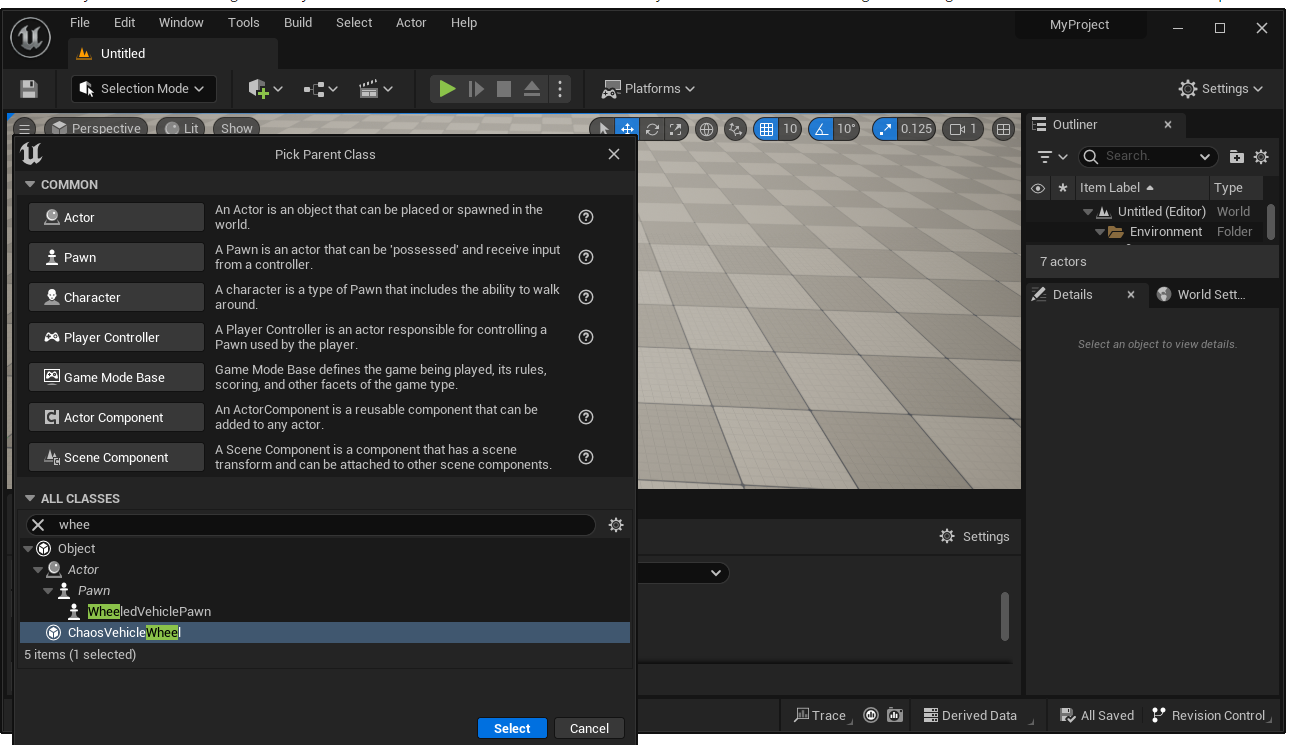 File Edit Window Tools Build Select Actor Help
MyProject
Untitled
Selection Mode
Platforms
Settings
Perspective Lit Show
10 10° 0.125 1
Outliner
Search.
Item Label Type
Untitled (Editor) World
Environment Folder
7 actors
Details World Sett...
Select an object to view details.
Pick Parent Class
COMMON
Actor
An Actor is an object that can be placed or spawned in the
world.
Pawn
A Pawn is an actor that can be 'possessed' and receive input
from a controller.
Character
A character is a type of Pawn that includes the ability to walk
around.
Player Controller
A Player Controller is an actor responsible for controlling a
Pawn used by the player.
Game Mode Base
Game Mode Base defines the game being played, its rules,
scoring, and other facets of the game type.
Actor Component
An ActorComponent is a reusable component that can be
added to any actor.
Scene Component
A Scene Component is a component that has a scene
transform and can be attached to other scene components.
ALL CLASSES
whee
Object
Actor
Pawn
WheeledVehiclePawn
ChaosVehicleWheel
5 items (1 selected)
Select Cancel
Settings
Trace Derived Data All Saved Revision Control